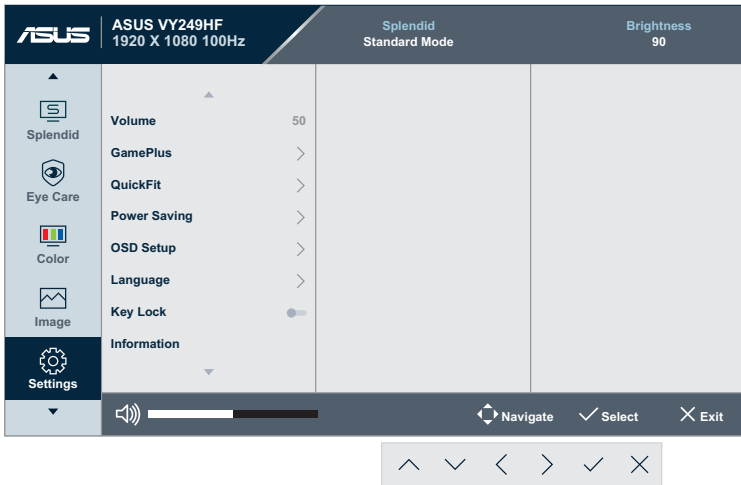 ASUS
ASUS VY249HF
1920 X 1080 100Hz
Splendid
Standard Mode
Brightness
90
Splendid
Eye Care
Color
Image
Settings
Volume 50
GamePlus
QuickFit
Power Saving
OSD Setup
Language
Key Lock
Information
Navigate
Select
Exit